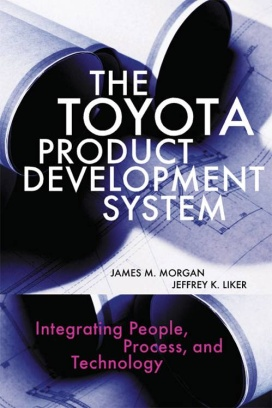 THE
TOYOTA
PRODUCT
DEVELOPMENT
SYSTEM
JAMES M. MORGAN
JEFFREY K. LIKER
Integrating People,
Process, and
Technology